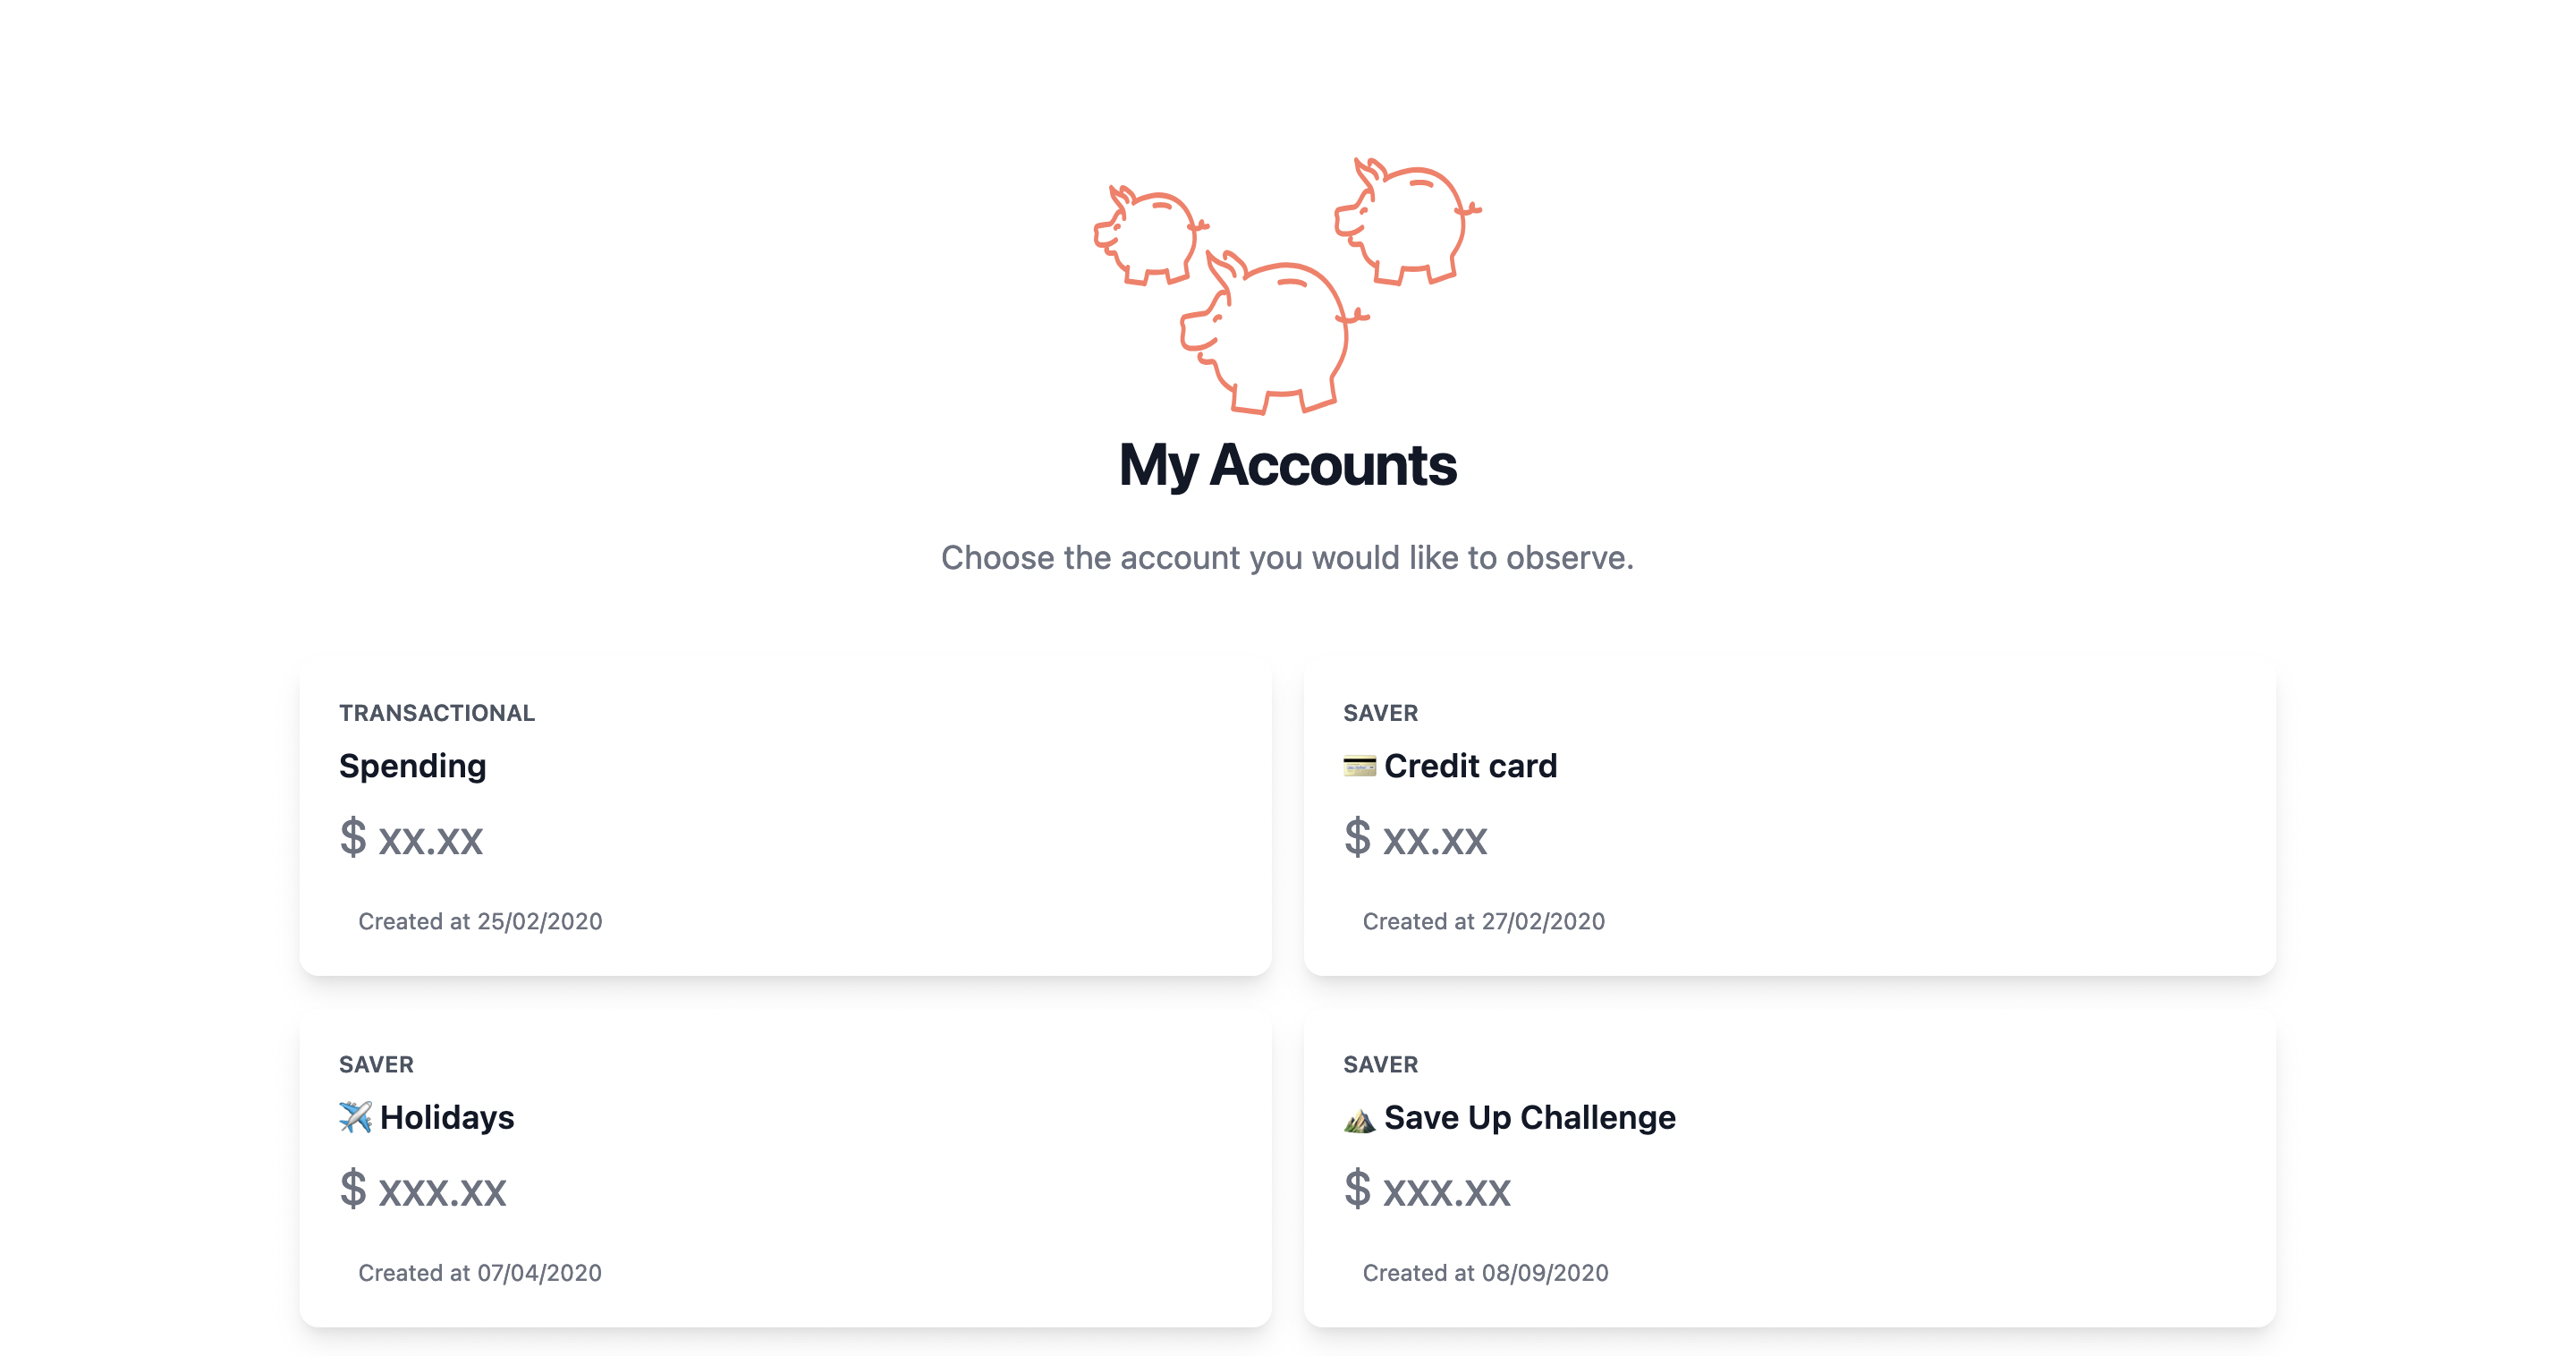 My Accounts
Choose the account you would like to observe.
TRANSACTIONAL
Spending
$ xx.xx
Created at 25/02/2020
SAVER
💳 Credit card
$ xx.xx
Created at 27/02/2020
SAVER
✈️ Holidays
$ xxx.xx
Created at 07/04/2020
SAVER
⛰️ Save Up Challenge
$ xxx.xx
Created at 08/09/2020